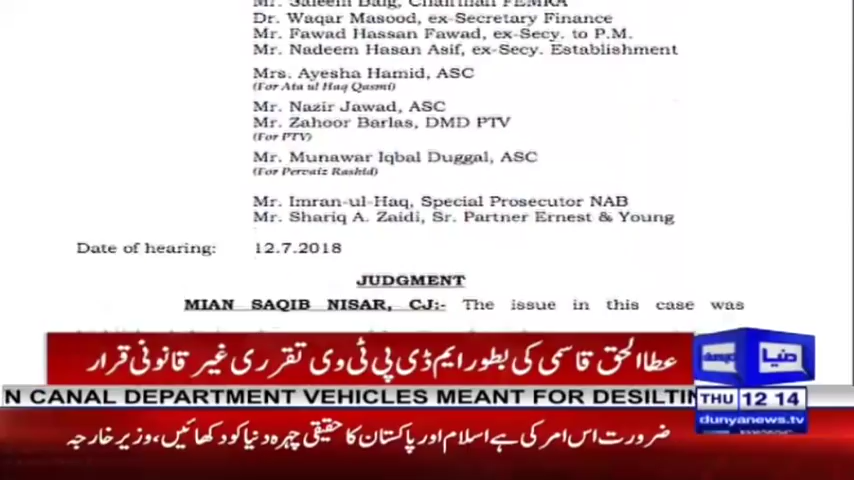 Mr. Saleem Baig, Chairman PEMRA
Dr. Waqar Masood, ex-Secretary Finance
Mr. Fawad Hassan Fawad, ex-Secy. to P.M.
Mr. Nadeem Hasan Asif, ex-Secy. Establishment
Mrs. Ayesha Hamid, ASC
(For Ata ul Haq Qasmi)
Mr. Nazir Jawad, ASC
Mr. Zahoor Barlas, DMD PTV
(For PTV)
Mr. Munawar Iqbal Duggal, ASC
(For Pervaiz Rashid)
Mr. Imran-ul-Haq, Special Prosecutor NAB
Mr. Shariq A. Zaidi, Sr. Partner Ernest & Young
Date of hearing: 12.7.2018
JUDGMENT
MIAN SAQIB NISAR, CJ:- The issue in this case was
عطاالحق قاسمی کی بطور ایم ڈی پی ٹی وی تقرری غیر قانونی قرار
دنیا
N CANAL DEPARTMENT VEHICLES MEANT FOR DESILTIN
THU 12 14
dunyanews.tv
ضرورت اس امر کی ہے اسلام اور پاکستان کا حقیقی چہرہ دنیا کو دکھائیں، وزیر خارجہ